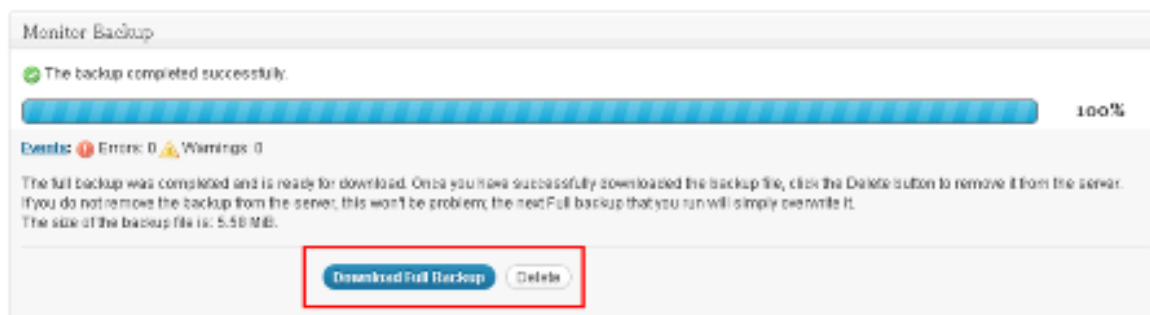 Monitor Backup
The backup completed successfully.
100%
Events: Errors: 0 Warnings: 0
The full backup was completed and is ready for download. Once you have successfully downloaded the backup file, click the Delete button to remove it from the server.
If you do not remove the backup from the server, this won't be problem; the next Full backup that you run will simply overwrite it.
The size of the backup file is: 5.58 MiB.
Download Full Backup Delete